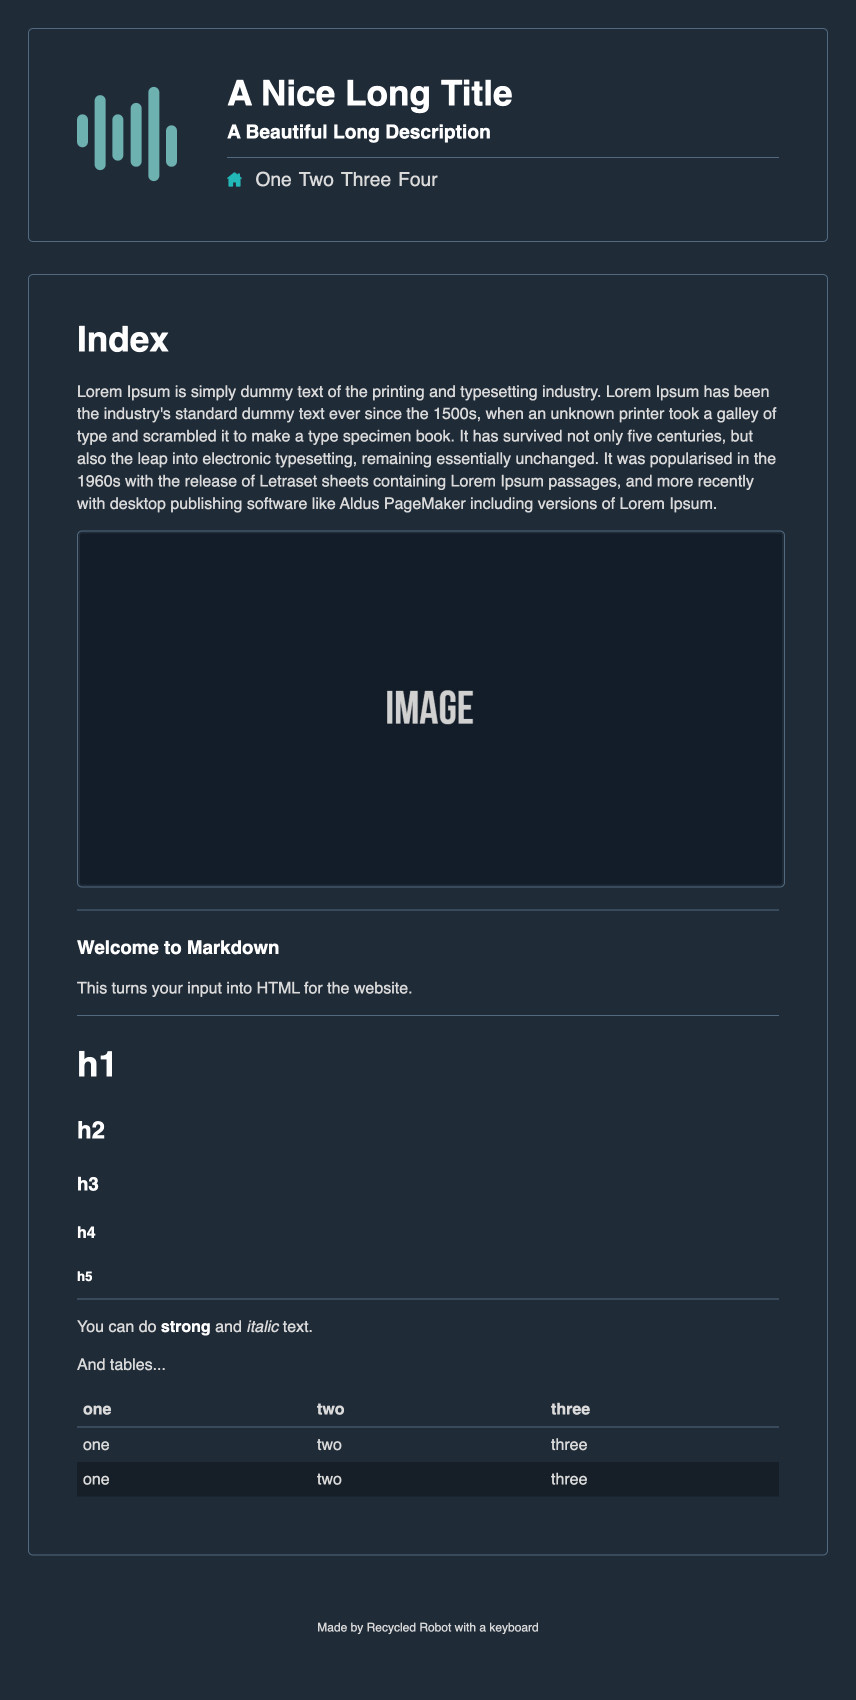 A Nice Long Title
A Beautiful Long Description
One Two Three Four
Index
Lorem Ipsum is simply dummy text of the printing and typesetting industry. Lorem Ipsum has been
the industry's standard dummy text ever since the 1500s, when an unknown printer took a galley of
type and scrambled it to make a type specimen book. It has survived not only five centuries, but
also the leap into electronic typesetting, remaining essentially unchanged. It was popularised in the
1960s with the release of Letraset sheets containing Lorem Ipsum passages, and more recently
with desktop publishing software like Aldus PageMaker including versions of Lorem Ipsum.
IMAGE
Welcome to Markdown
This turns your input into HTML for the website.
h1
h2
h3
h4
h5
You can do strong and italic text.
And tables...
one two three
one two three
one two three
Made by Recycled Robot with a keyboard